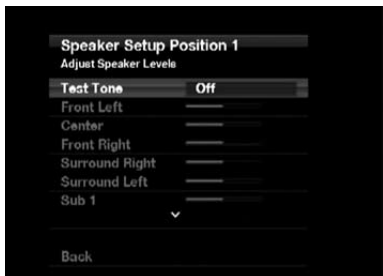 Speaker Setup Position 1
Adjust Speaker Levels
Test Tone Off
Front Left
Center
Front Right
Surround Right
Surround Left
Sub 1
Back